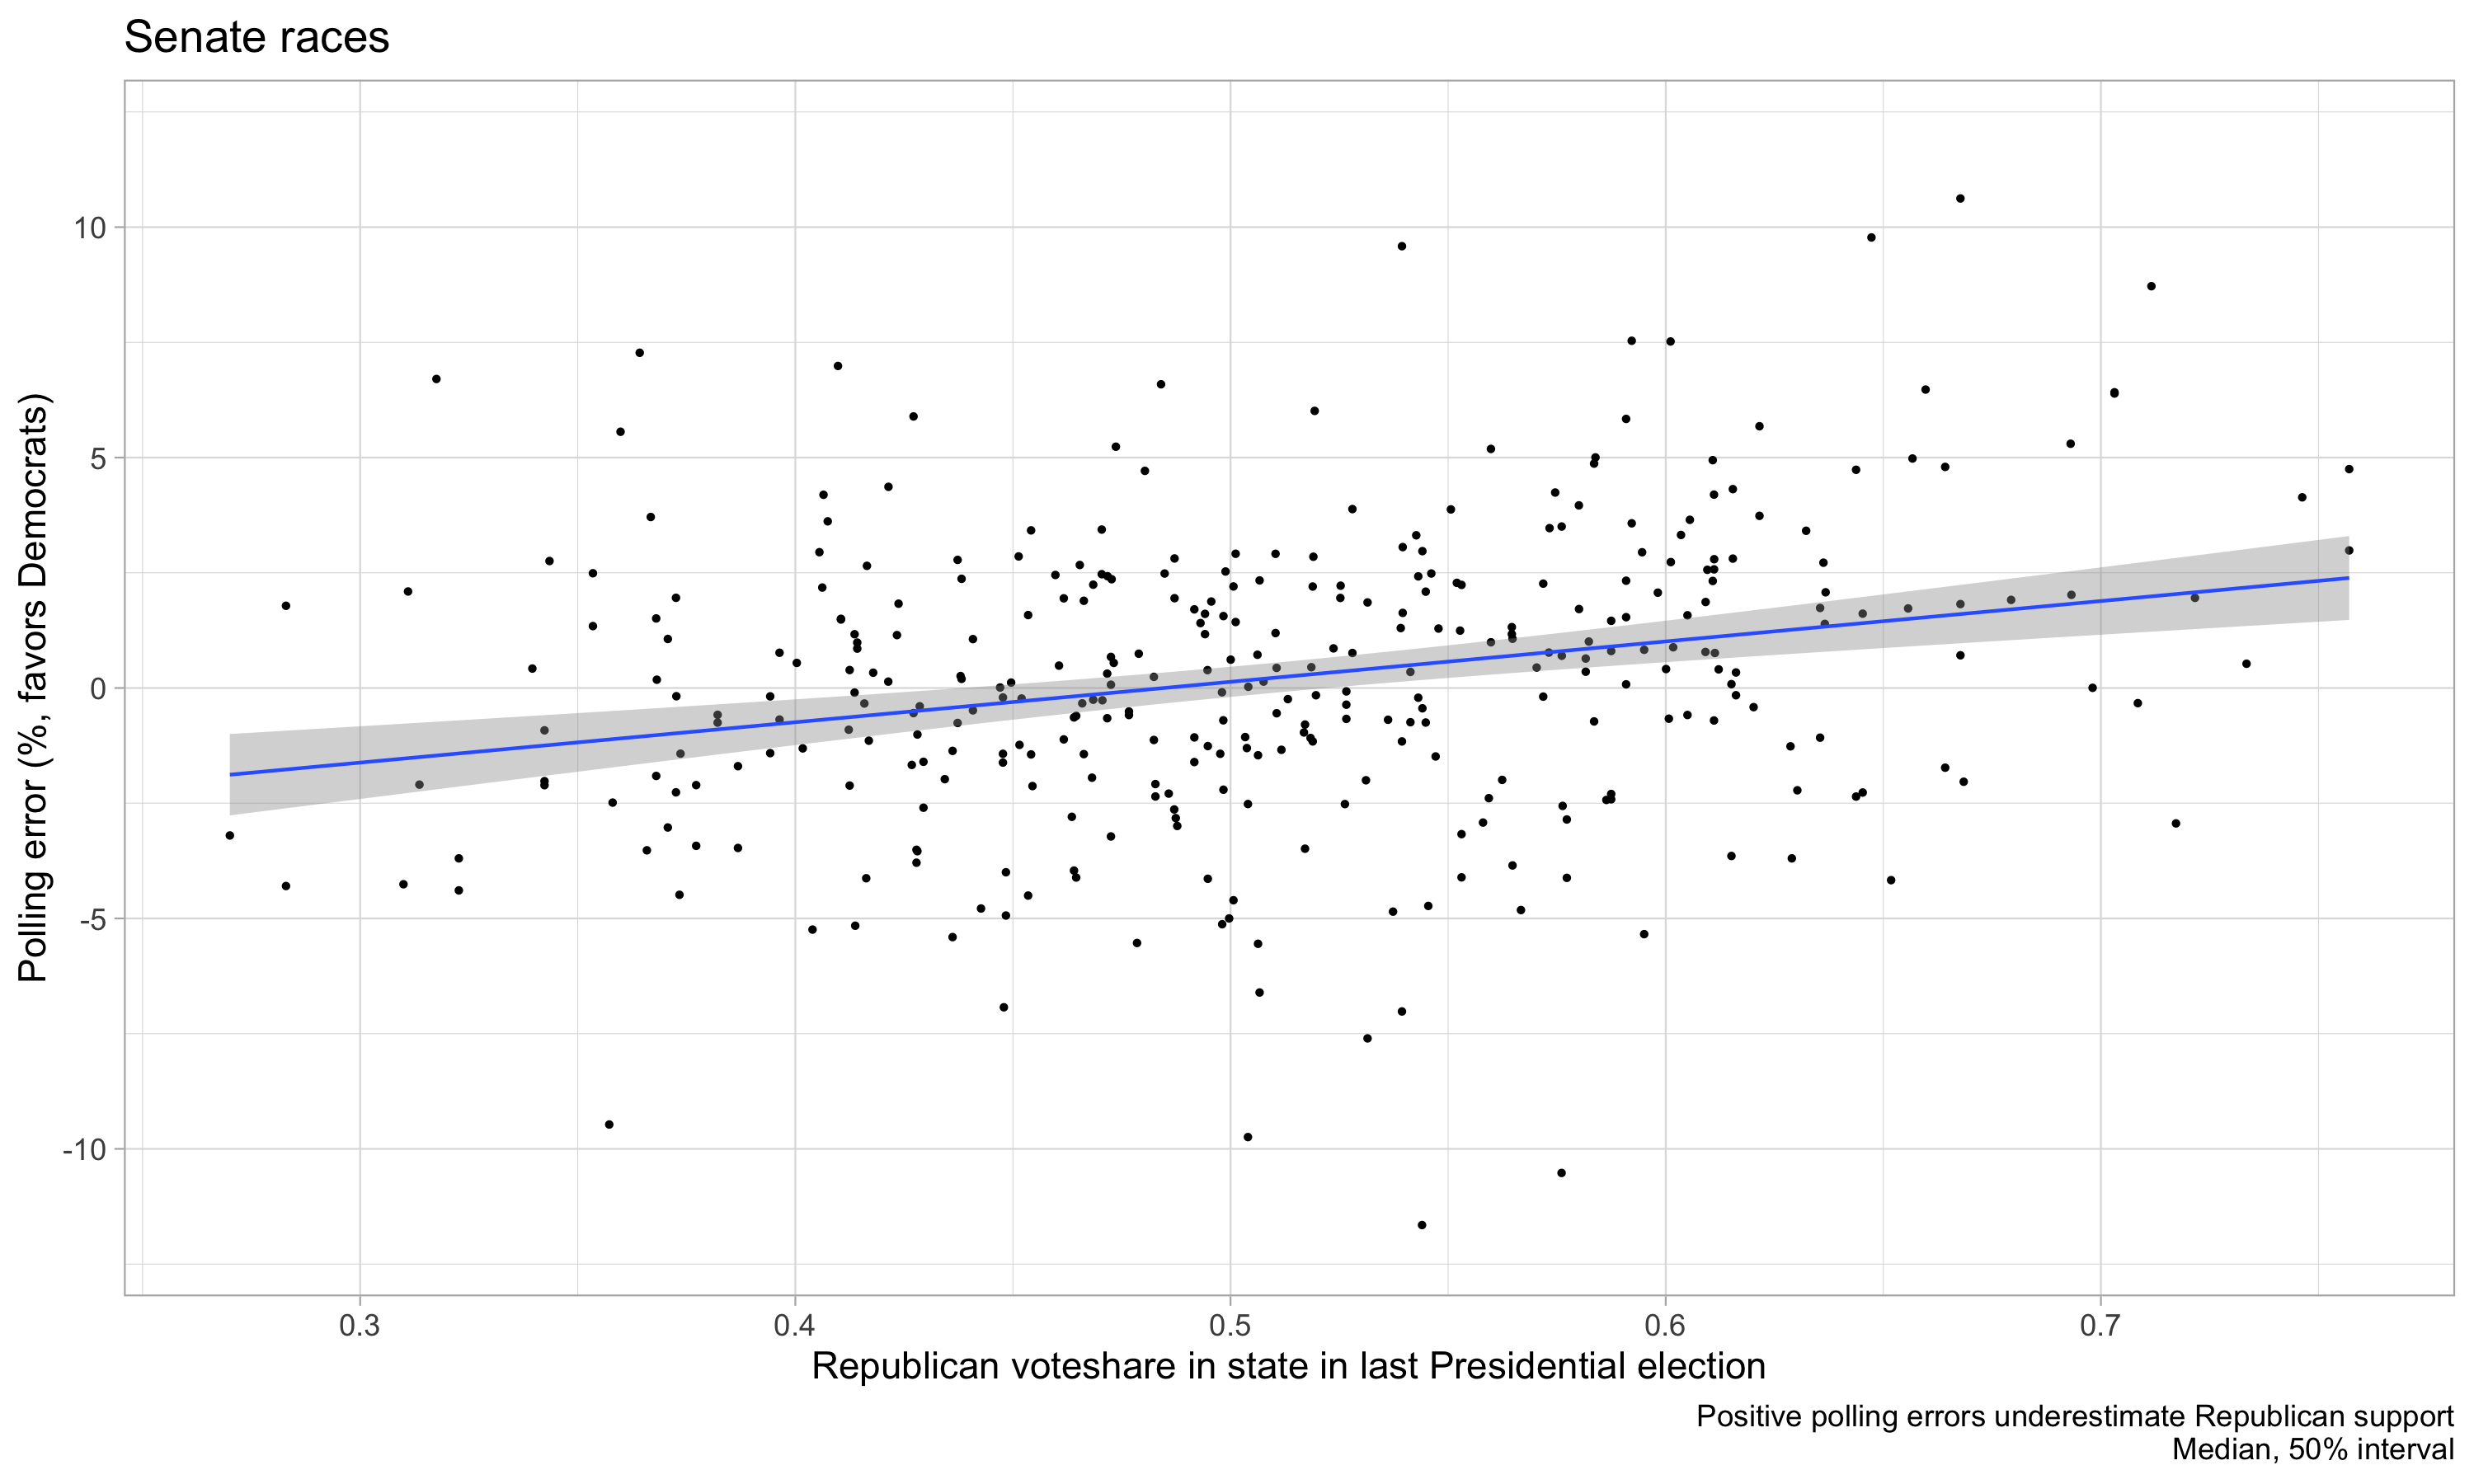 Senate races
Polling error (%, favors Democrats)
10
5
0
-5
-10
0.3 0.4 0.5 0.6 0.7
Republican voteshare in state in last Presidential election
Positive polling errors underestimate Republican support
Median, 50% interval